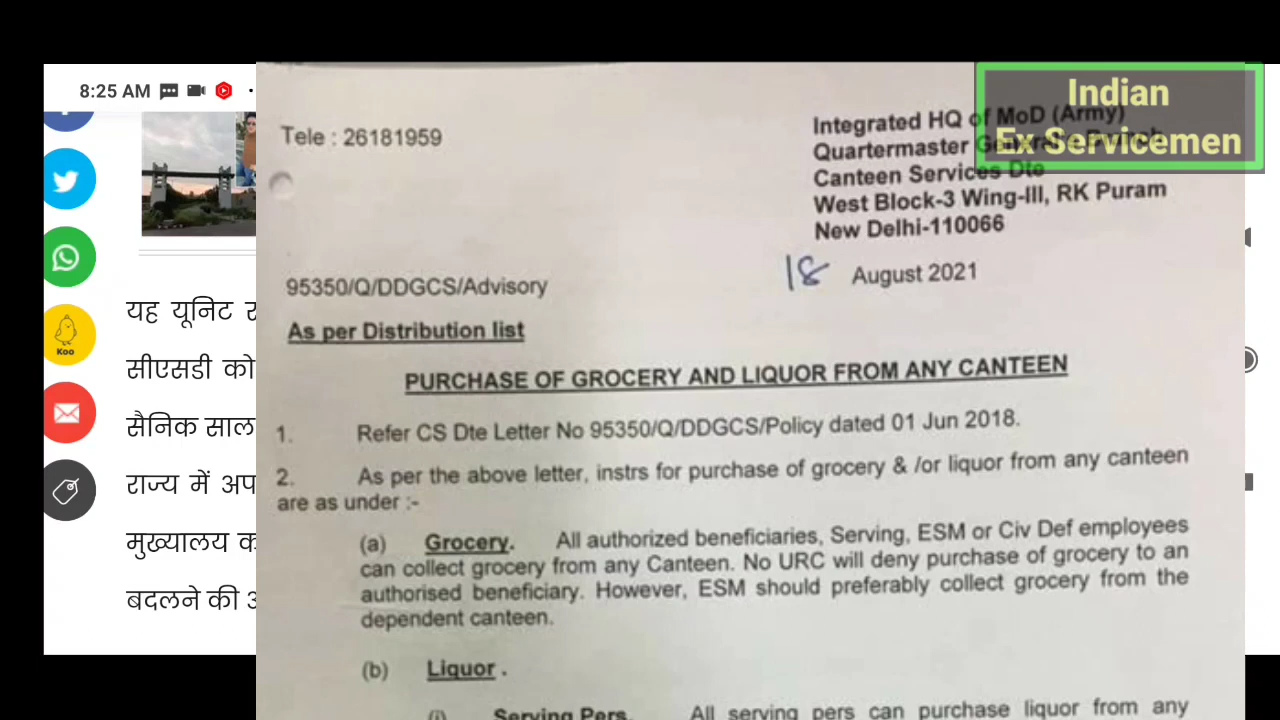 8:25 AM
Indian
Ex Servicemen
Tele : 26181959
Integrated HQ of MoD (Army)
Quartermaster
Canteen Services Dte
West Block-3 Wing-III, RK Puram
New Delhi-110066
18 August 2021
95350/Q/DDGCS/Advisory
As per Distribution list
PURCHASE OF GROCERY AND LIQUOR FROM ANY CANTEEN
1. Refer CS Dte Letter No 95350/Q/DDGCS/Policy dated 01 Jun 2018.
2. As per the above letter, instrs for purchase of grocery & /or liquor from any canteen
are as under :-
(a) Grocery. All authorized beneficiaries, Serving, ESM or Civ Def employees
can collect grocery from any Canteen. No URC will deny purchase of grocery to an
authorised beneficiary. However, ESM should preferably collect grocery from the
dependent canteen.
(b) Liquor .
(i) Serving Pers. All serving pers can purchase liquor from any
Koo
यह यूनिट
सीएसडी को
सैनिक साल
राज्य में अप
मुख्यालय क
बदलने की